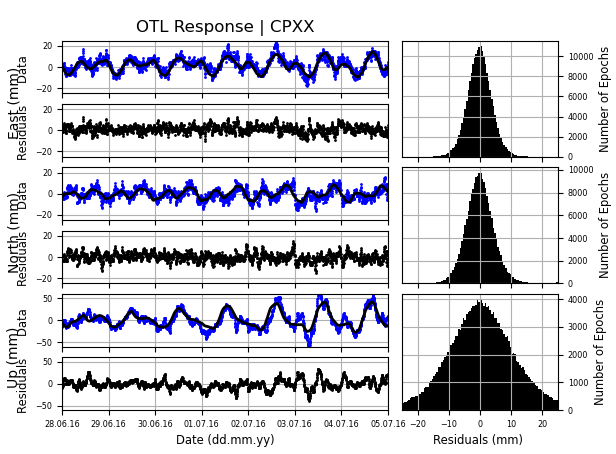 OTL Response | CPXX
East (mm)
Data
20
0
−20
Residuals
20
0
−20
10000
8000
6000
4000
2000
0
Number of Epochs
North (mm)
Data
20
0
−20
Residuals
20
0
−20
10000
8000
6000
4000
2000
0
Number of Epochs
Up (mm)
Data
50
0
−50
Residuals
50
0
−50
4000
3000
2000
1000
0
Number of Epochs
28.06.16 29.06.16 30.06.16 01.07.16 02.07.16 03.07.16 04.07.16 05.07.16
−20 −10 0 10 20
Date (dd.mm.yy)
Residuals (mm)